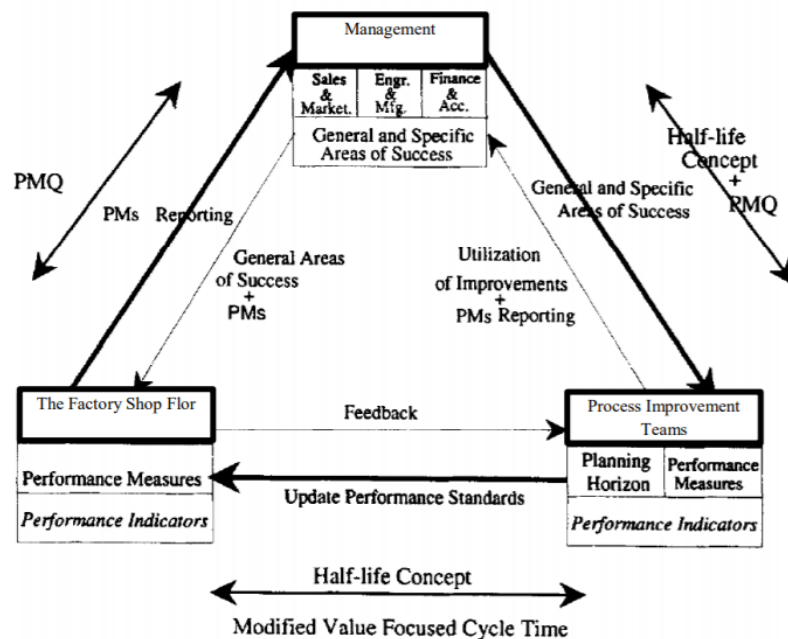 Management
Sales
&
Market.
Engr.
&
Mfg.
Finance
&
Acc.
General and Specific
Areas of Success
PMQ
PMs Reporting
Half-life
Concept
+
PMQ
General and Specific
Areas of Success
General Areas
of Success
+
PMs
Utilization
of Improvements
+
PMs Reporting
The Factory Shop Flor
Performance Measures
Performance Indicators
Feedback
Update Performance Standards
Process Improvement
Teams
Planning
Horizon
Performance
Measures
Performance Indicators
Half-life Concept
Modified Value Focused Cycle Time